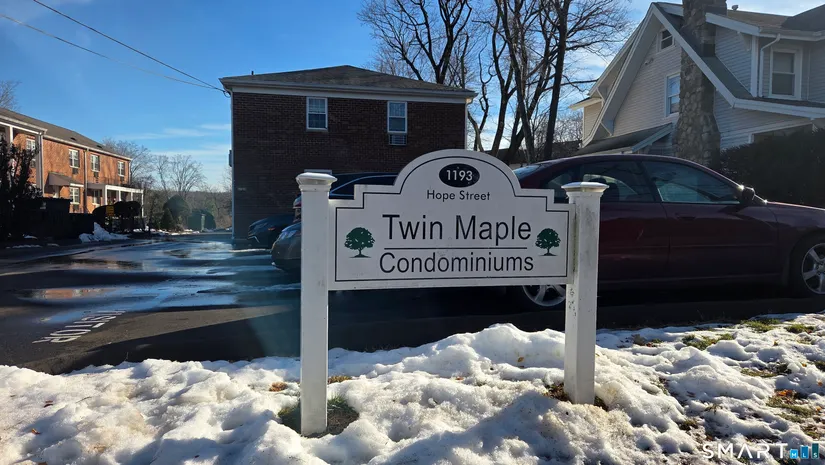 1193
Hope Street
Twin Maple
Condominiums
SMART MLS